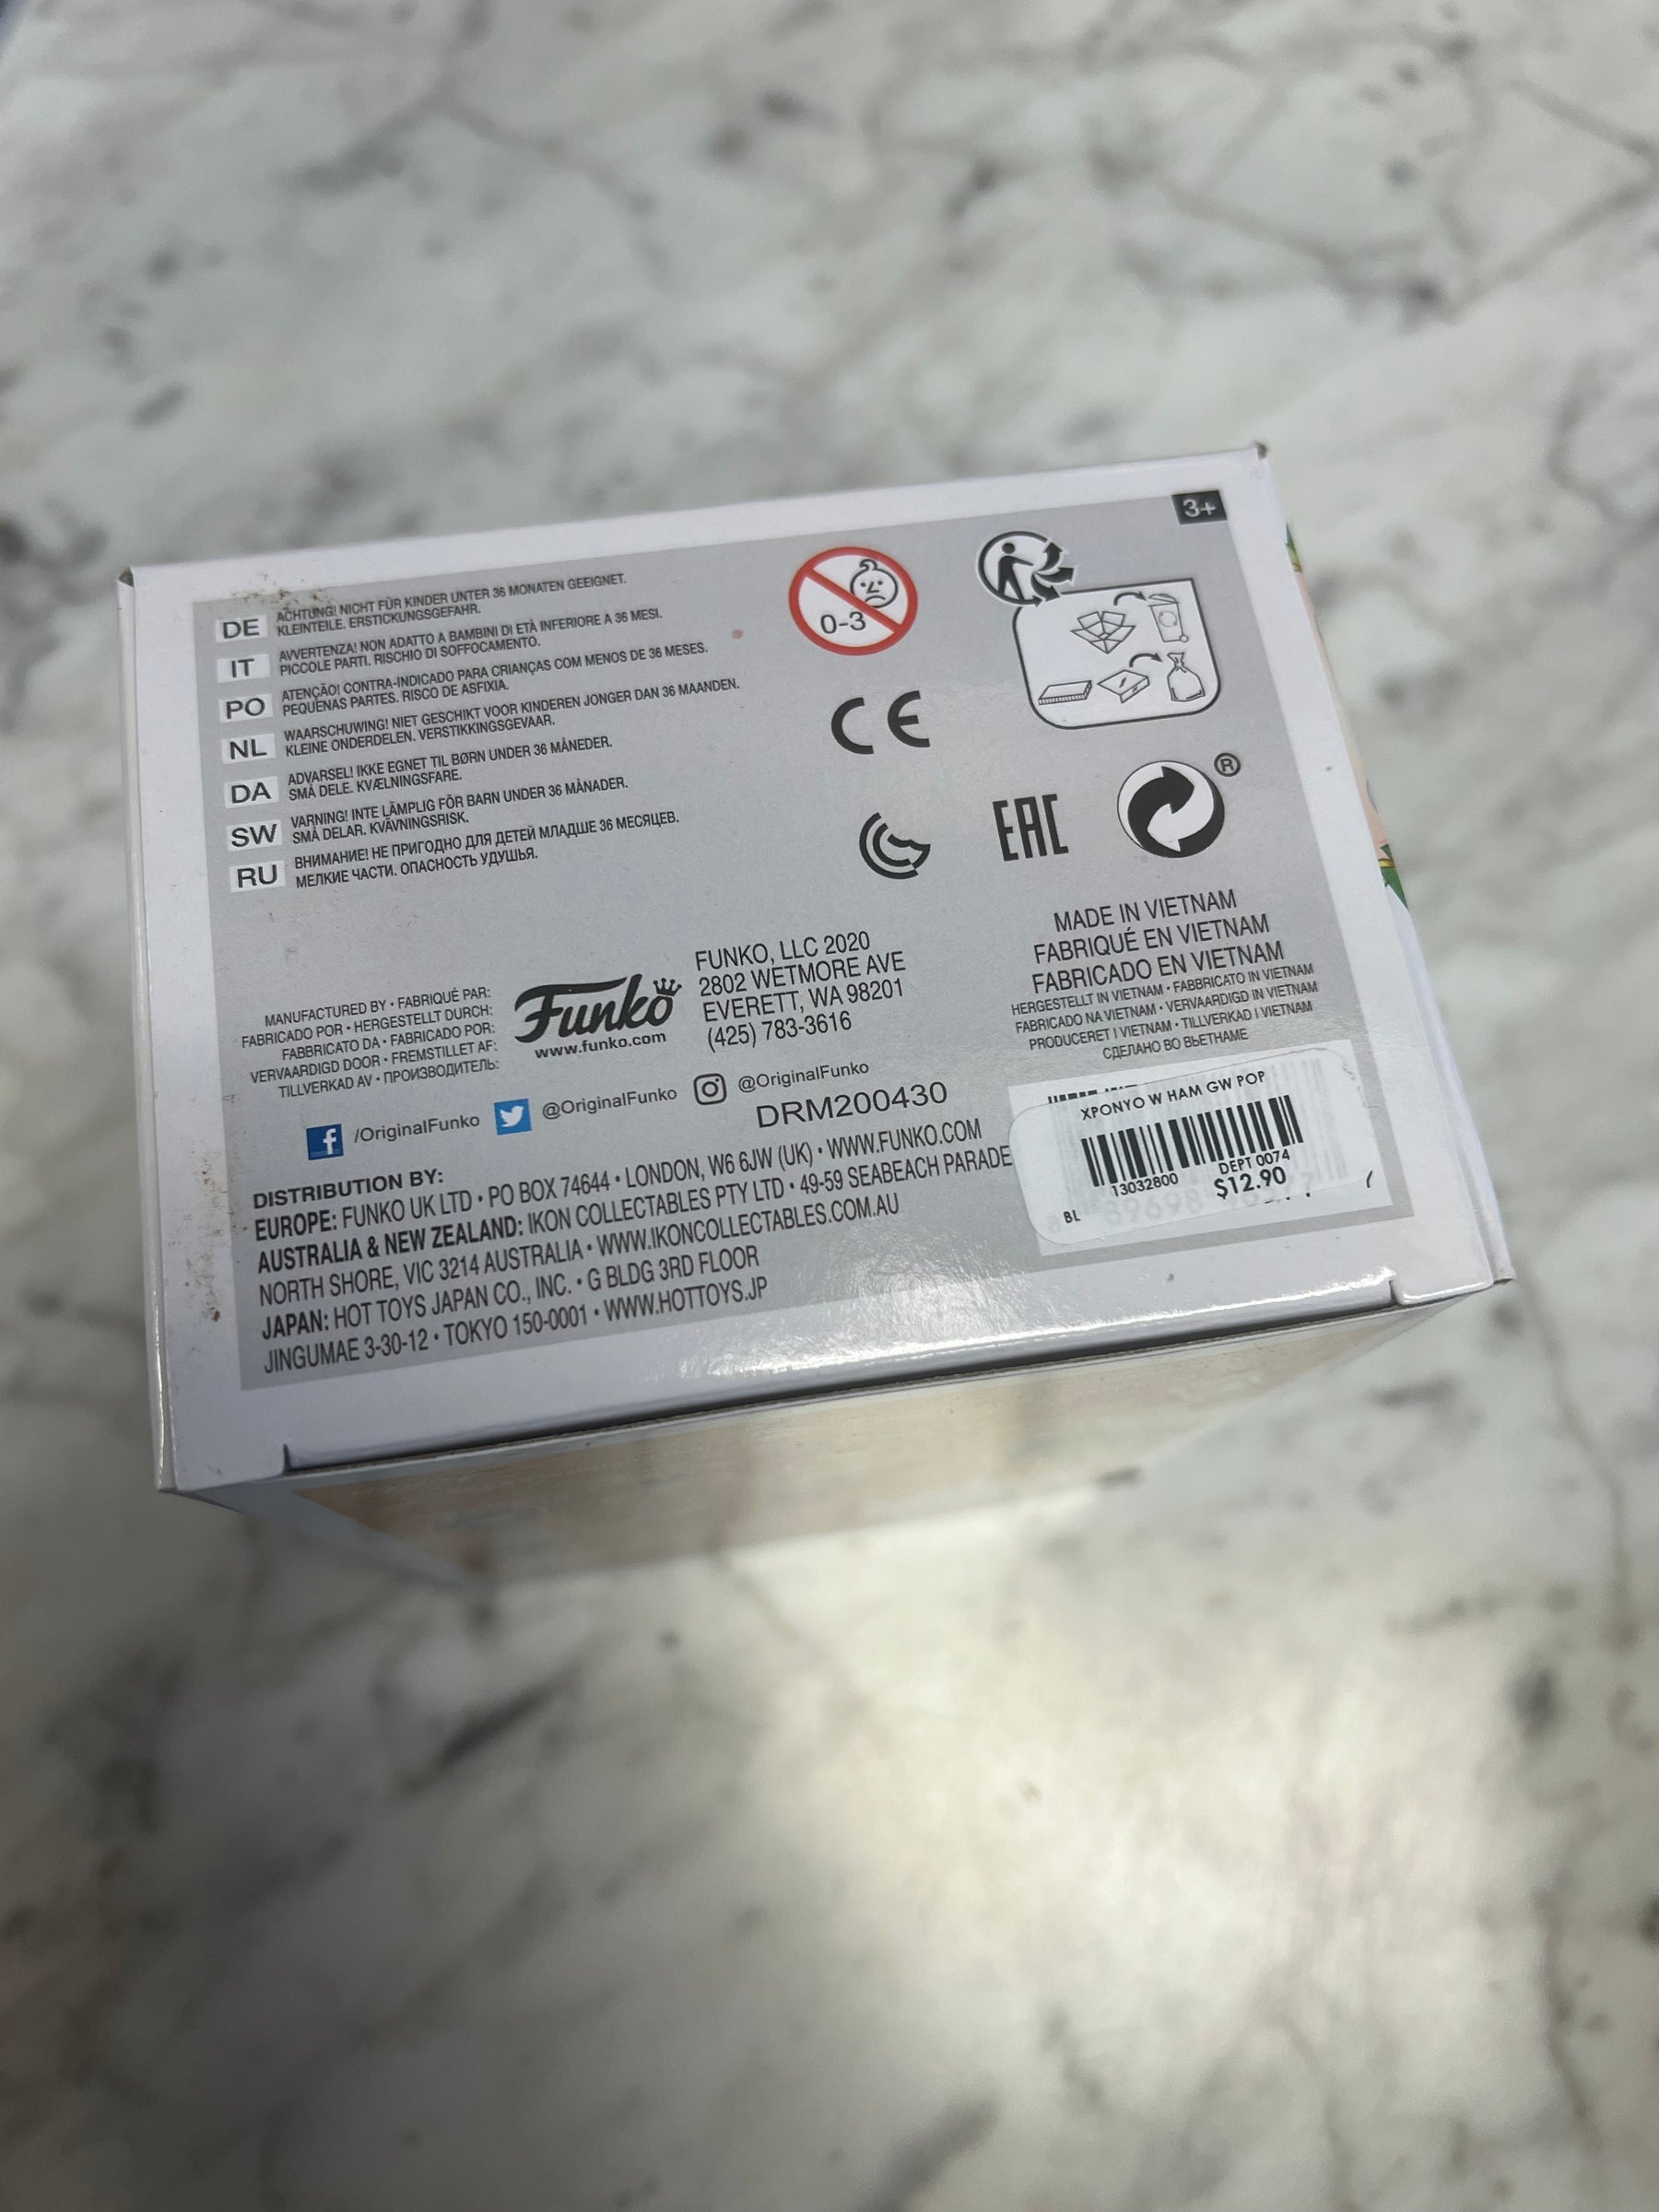 3+
DE ACHTUNG! NICHT FÜR KINDER UNTER 36 MONATEN GEEIGNET.
KLEINTEILE. ERSTICKUNGSGEFAHR.
IT AVVERTENZA! NON ADATTO A BAMBINI DI ETÀ INFERIORE A 36 MESI.
PICCOLE PARTI. RISCHIO DI SOFFOCAMENTO.
PO ATENÇÃO! CONTRA-INDICADO PARA CRIANÇAS COM MENOS DE 36 MESES.
PEQUENAS PARTES. RISCO DE ASFIXIA.
NL WAARSCHUWING! NIET GESCHIKT VOOR KINDEREN JONGER DAN 36 MAANDEN.
KLEINE ONDERDELEN. VERSTIKKINGSGEVAAR.
DA ADVARSEL! IKKE EGNET TIL BØRN UNDER 36 MÅNEDER.
SMÅ DELE. KVÆLNINGSFARE.
SW VARNING! INTE LÄMPLIG FÖR BARN UNDER 36 MÅNADER.
SMÅ DELAR. KVÄVNINGSRISK.
RU ВНИМАНИЕ! НЕ ПРИГОДНО ДЛЯ ДЕТЕЙ МЛАДШЕ 36 МЕСЯЦЕВ.
МЕЛКИЕ ЧАСТИ. ОПАСНОСТЬ УДУШЬЯ.
0-3
CE
EAC
®
MANUFACTURED BY • FABRIQUÉ PAR:
FABRICADO POR • HERGESTELLT DURCH:
FABBRICATO DA • FABRICADO POR:
VERVAARDIGD DOOR • FREMSTILLET AF:
TILLVERKAD AV • ПРОИЗВОДИТЕЛЬ:
Funko
www.funko.com
FUNKO, LLC 2020
2802 WETMORE AVE
EVERETT, WA 98201
(425) 783-3616
MADE IN VIETNAM
FABRIQUÉ EN VIETNAM
FABRICADO EN VIETNAM
HERGESTELLT IN VIETNAM • FABBRICATO IN VIETNAM
FABRICADO NA VIETNAM • VERVAARDIGD IN VIETNAM
PRODUCERET I VIETNAM • TILLVERKAD I VIETNAM
СДЕЛАНО ВО ВЬЕТНАМЕ
f /OriginalFunko @OriginalFunko @OriginalFunko
DRM200430
DISTRIBUTION BY:
EUROPE: FUNKO UK LTD • PO BOX 74644 • LONDON, W6 6JW (UK) • WWW.FUNKO.COM
AUSTRALIA & NEW ZEALAND: IKON COLLECTABLES PTY LTD • 49-59 SEABEACH PARADE
NORTH SHORE, VIC 3214 AUSTRALIA • WWW.IKONCOLLECTABLES.COM.AU
JAPAN: HOT TOYS JAPAN CO., INC. • G BLDG 3RD FLOOR
JINGUMAE 3-30-12 • TOKYO 150-0001 • WWW.HOTTOYS.JP
XPONYO W HAM GW POP
13032800 DEPT 0074
BL $12.90